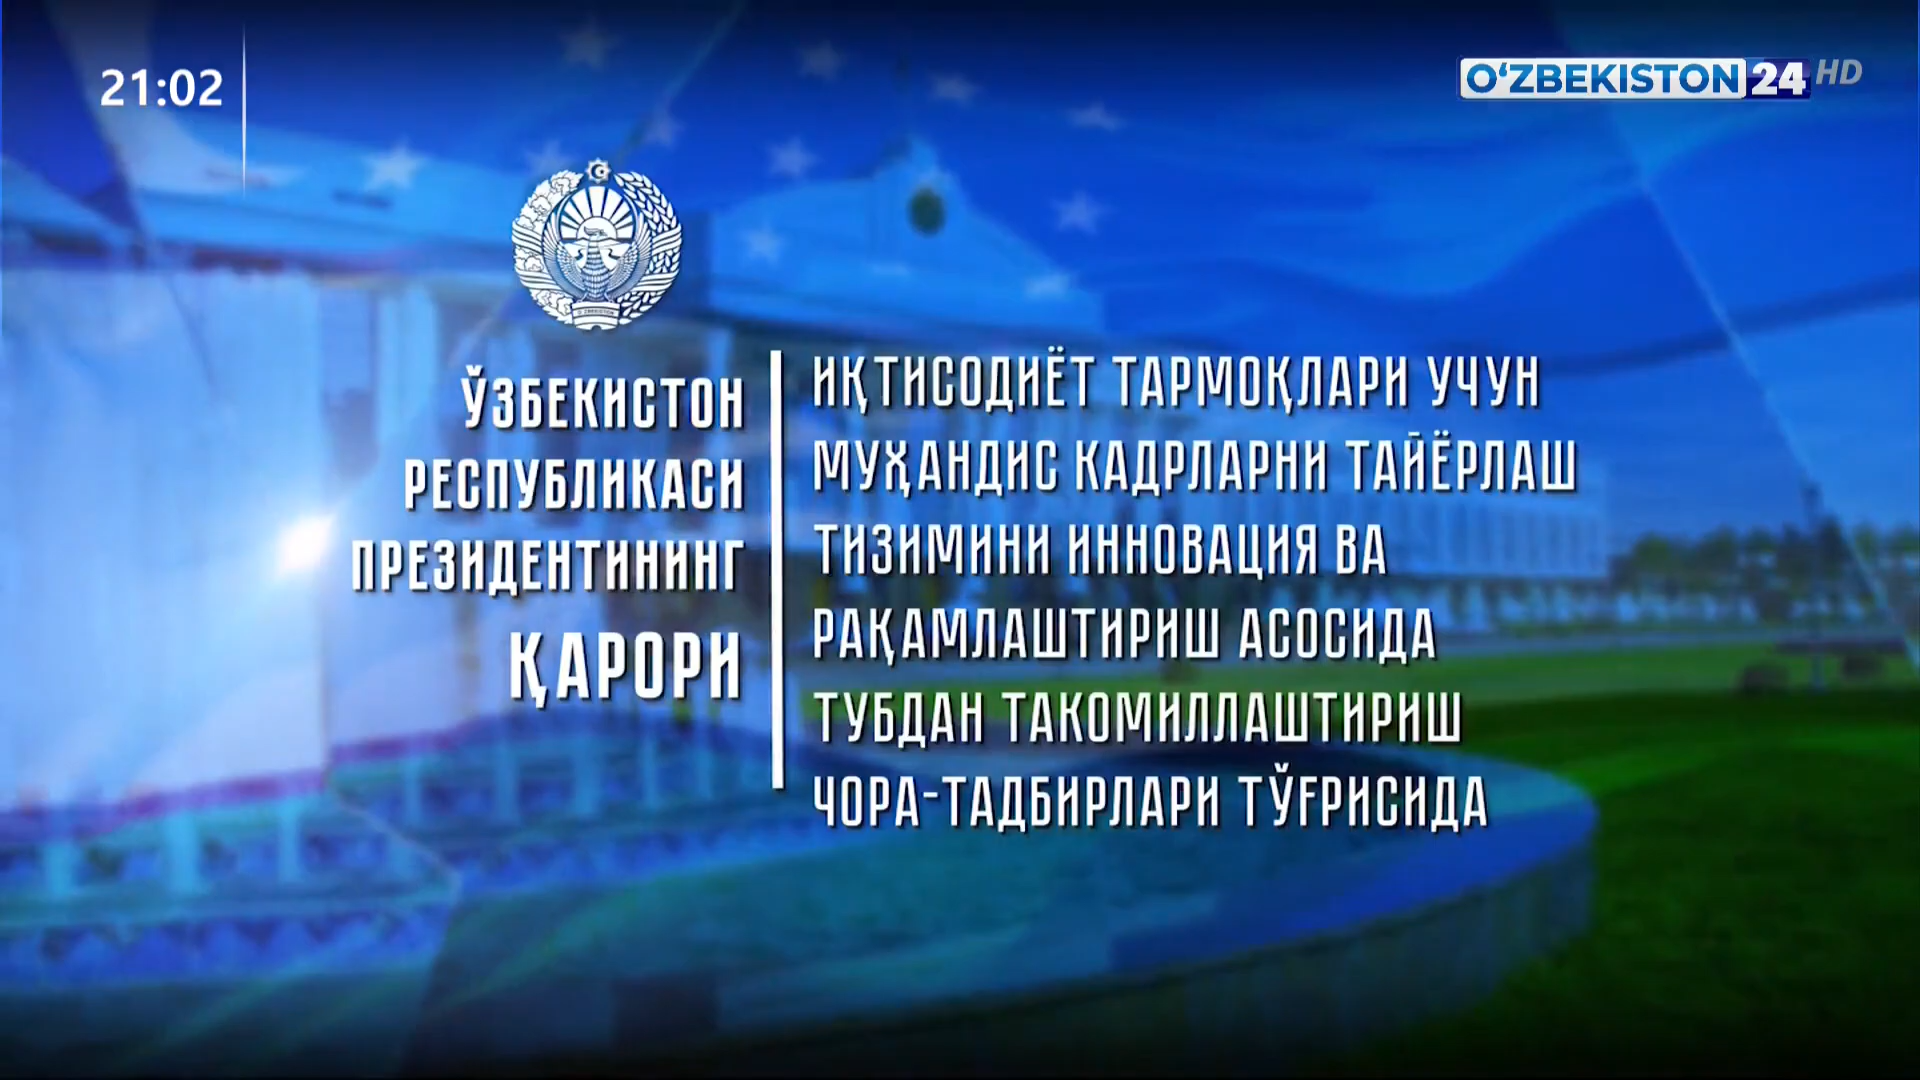 21:02
O‘ZBEKISTON 24 HD
ЎЗБЕКИСТОН
РЕСПУБЛИКАСИ
ПРЕЗИДЕНТИНИНГ
ҚАРОРИ
ИҚТИСОДИЁТ ТАРМОҚЛАРИ УЧУН
МУҲАНДИС КАДРЛАРНИ ТАЙЁРЛАШ
ТИЗИМИНИ ИННОВАЦИЯ ВА
РАҚАМЛАШТИРИШ АСОСИДА
ТУБДАН ТАКОМИЛЛАШТИРИШ
ЧОРА-ТАДБИРЛАРИ ТЎҒРИСИДА